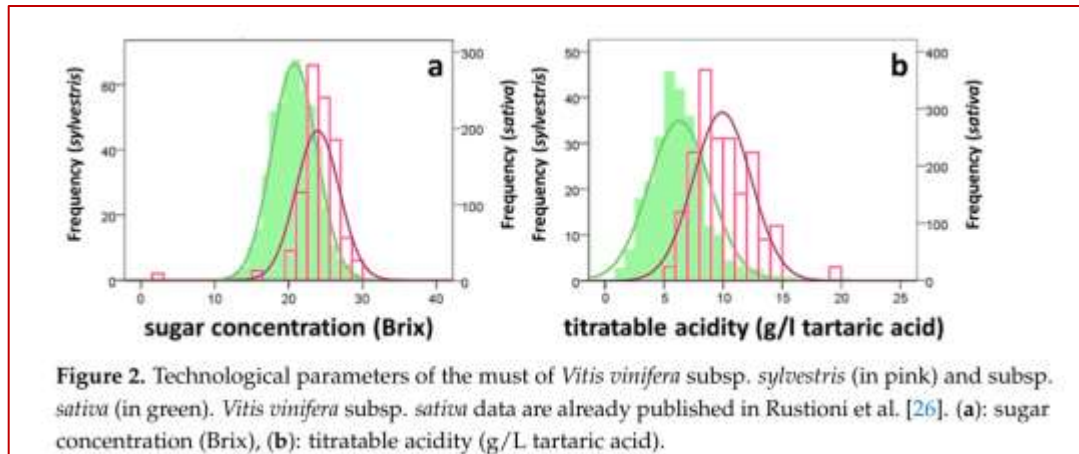 a
b
Frequency (sylvestris)
60
40
20
0
300
200
100
0
Frequency (sativa)
0 10 20 30 40
sugar concentration (Brix)
Frequency (sylvestris)
50
40
30
20
10
0
400
300
200
100
0
Frequency (sativa)
0 5 10 15 20 25
titratable acidity (g/l tartaric acid)
Figure 2. Technological parameters of the must of Vitis vinifera subsp. sylvestris (in pink) and subsp.
sativa (in green). Vitis vinifera subsp. sativa data are already published in Rustioni et al. [26]. (a): sugar
concentration (Brix), (b): titratable acidity (g/L tartaric acid).